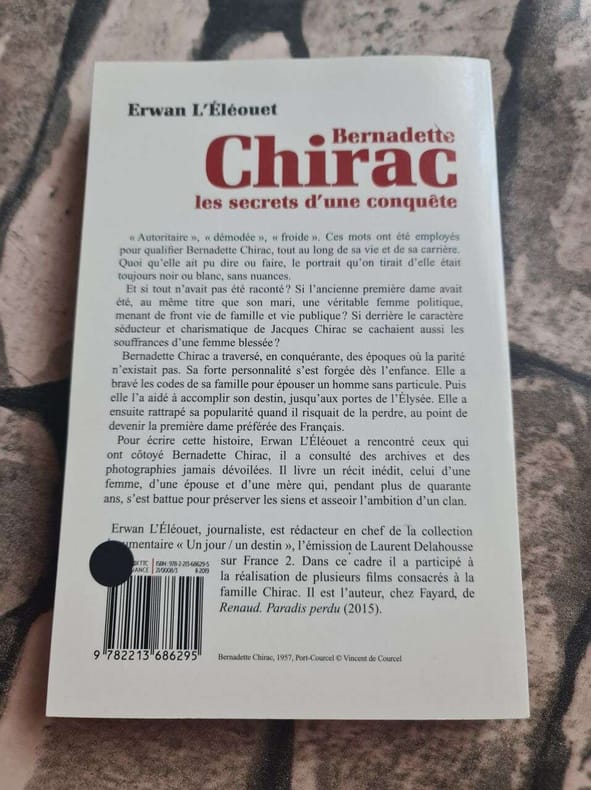 Erwan L'Éléouet
Bernadette
Chirac
les secrets d'une conquête
« Autoritaire », « démodée », « froide ». Ces mots ont été employés
pour qualifier Bernadette Chirac, tout au long de sa vie et de sa carrière.
Quoi qu'elle ait pu dire ou faire, le portrait qu'on tirait d'elle était
toujours noir ou blanc, sans nuances.
Et si tout n'avait pas été raconté ? Si l'ancienne première dame avait
été, au même titre que son mari, une véritable femme politique,
menant de front vie de famille et vie publique ? Si derrière le caractère
séducteur et charismatique de Jacques Chirac se cachaient aussi les
souffrances d'une femme blessée ?
Bernadette Chirac a traversé, en conquérante, des époques où la parité
n'existait pas. Sa forte personnalité s'est forgée dès l'enfance. Elle a
bravé les codes de sa famille pour épouser un homme sans particule. Puis
elle l'a aidé à accomplir son destin, jusqu'aux portes de l'Élysée. Elle a
ensuite rattrapé sa popularité quand il risquait de la perdre, au point de
devenir la première dame préférée des Français.
Pour écrire cette histoire, Erwan L'Éléouet a rencontré ceux qui
ont côtoyé Bernadette Chirac, il a consulté des archives et des
photographies jamais dévoilées. Il livre un récit inédit, celui d'une
femme, d'une épouse et d'une mère qui, pendant plus de quarante
ans, s'est battue pour préserver les siens et asseoir l'ambition d'un clan.
Erwan L'Éléouet, journaliste, est rédacteur en chef de la collection
« Un jour / un destin », l'émission de Laurent Delahousse
sur France 2. Dans ce cadre il a participé à
la réalisation de plusieurs films consacrés à la
famille Chirac. Il est l'auteur, chez Fayard, de
Renaud. Paradis perdu (2015).
TTC ISBN : 978-2-213-68629-5
9 782213 686295
Bernadette Chirac, 1957, Port-Courcel © Vincent de Courcel